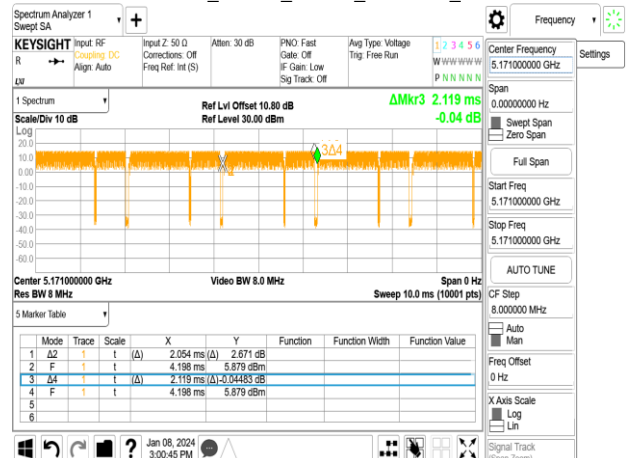 Spectrum Analyzer 1
Swept SA
+
Frequency
KEYSIGHT Input: RF Input Z: 50 Ω Atten: 30 dB PNO: Fast Avg Type: Voltage 1 2 3 4 5 6
R Coupling: DC Corrections: Off Gate: Off Trig: Free Run W W W W W W
Align: Auto Freq Ref: Int (S) IF Gain: Low P N N N N N
Sig Track: Off
Center Frequency
5.171000000 GHz
Settings
Span
0.00000000 Hz
Swept Span
Zero Span
Full Span
Start Freq
5.171000000 GHz
Stop Freq
5.171000000 GHz
AUTO TUNE
CF Step
8.000000 MHz
Auto
Man
Freq Offset
0 Hz
X Axis Scale
Log
Lin
Signal Track
1 Spectrum
Scale/Div 10 dB
Ref Lvl Offset 10.80 dB
Ref Level 30.00 dBm
ΔMkr3 2.119 ms
-0.04 dB
Log
20.0
10.0
0.00
-10.0
-20.0
-30.0
-40.0
-50.0
-60.0
3Δ4
Center 5.171000000 GHz Video BW 8.0 MHz Span 0 Hz
Res BW 8 MHz Sweep 10.0 ms (10001 pts)
5 Marker Table
Mode Trace Scale X Y Function Function Width Function Value
1 Δ2 1 t (Δ) 2.054 ms (Δ) 2.671 dB
2 F 1 t 4.198 ms 5.879 dBm
3 Δ4 1 t (Δ) 2.119 ms (Δ) -0.04483 dB
4 F 1 t 4.198 ms 5.879 dBm
5
6
? Jan 08, 2024
3:00:45 PM